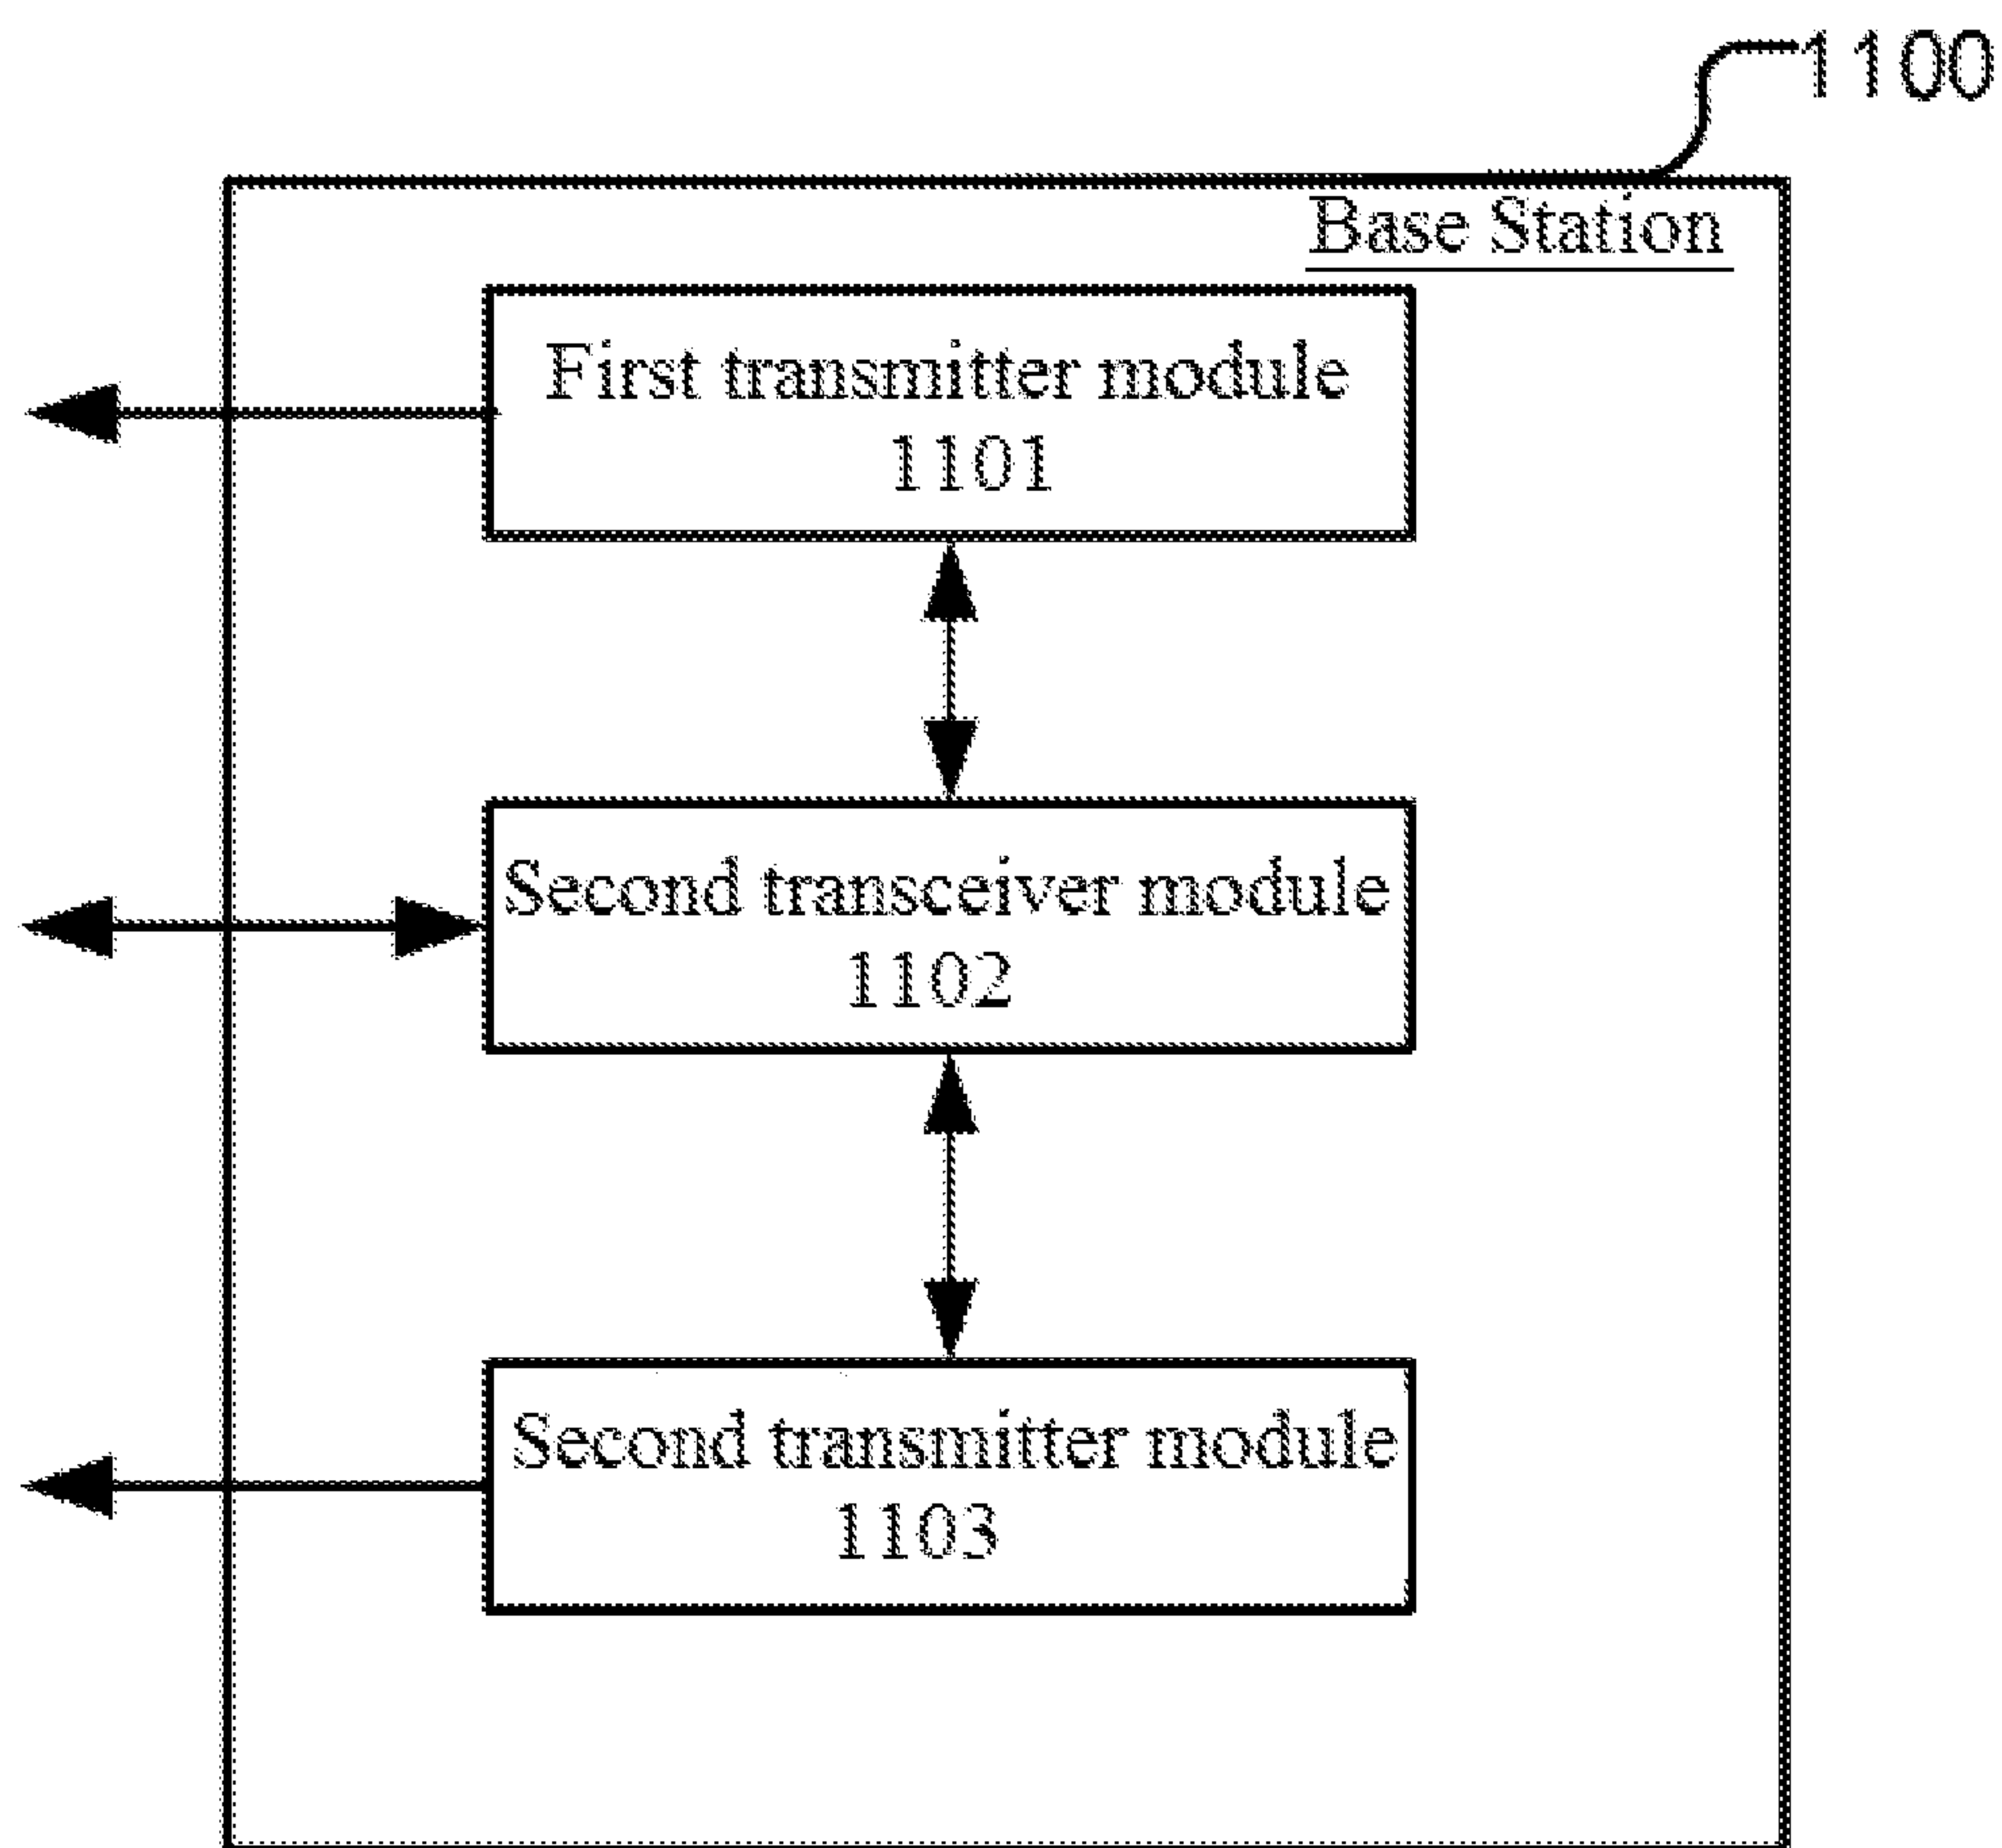 1100
Base Station
First transmitter module
1101
Second transceiver module
1102
Second transmitter module
1103